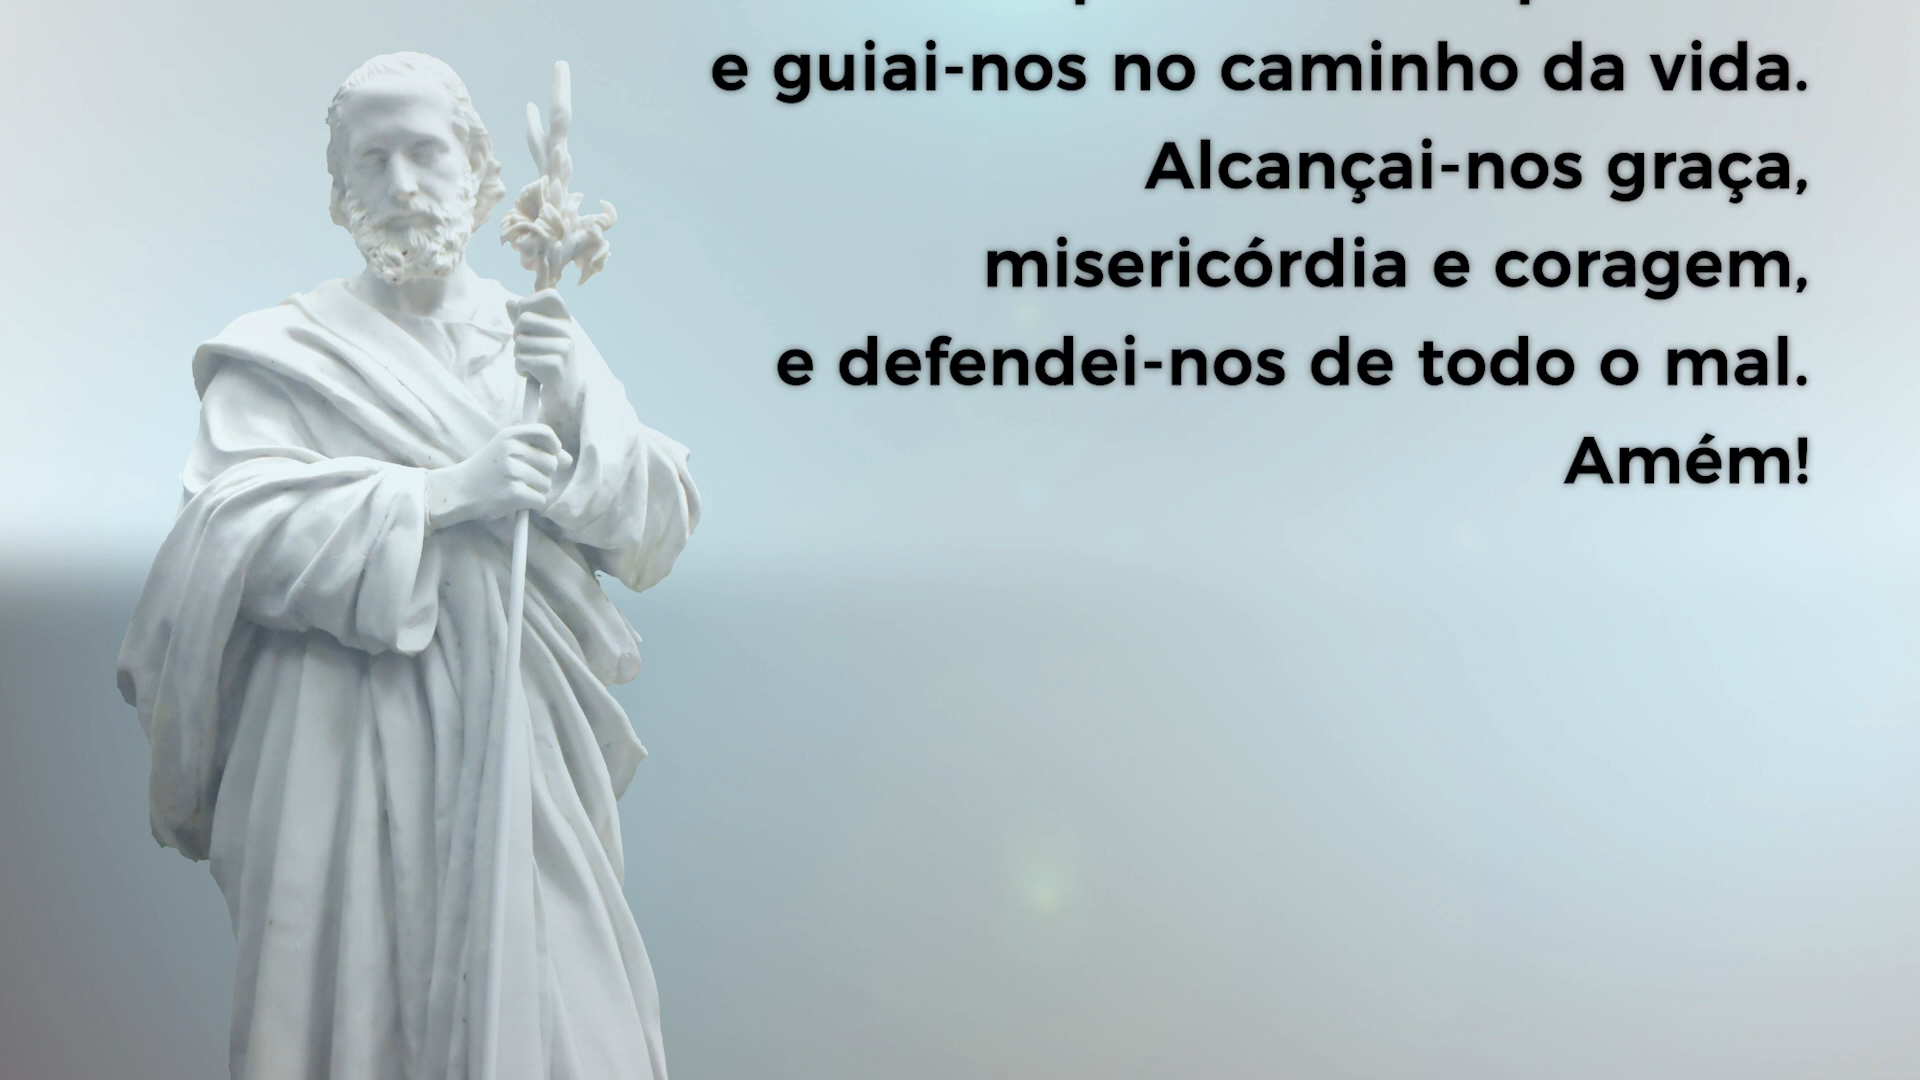 e guiai-nos no caminho da vida.
Alcançai-nos graça,
misericórdia e coragem,
e defendei-nos de todo o mal.
Amém!